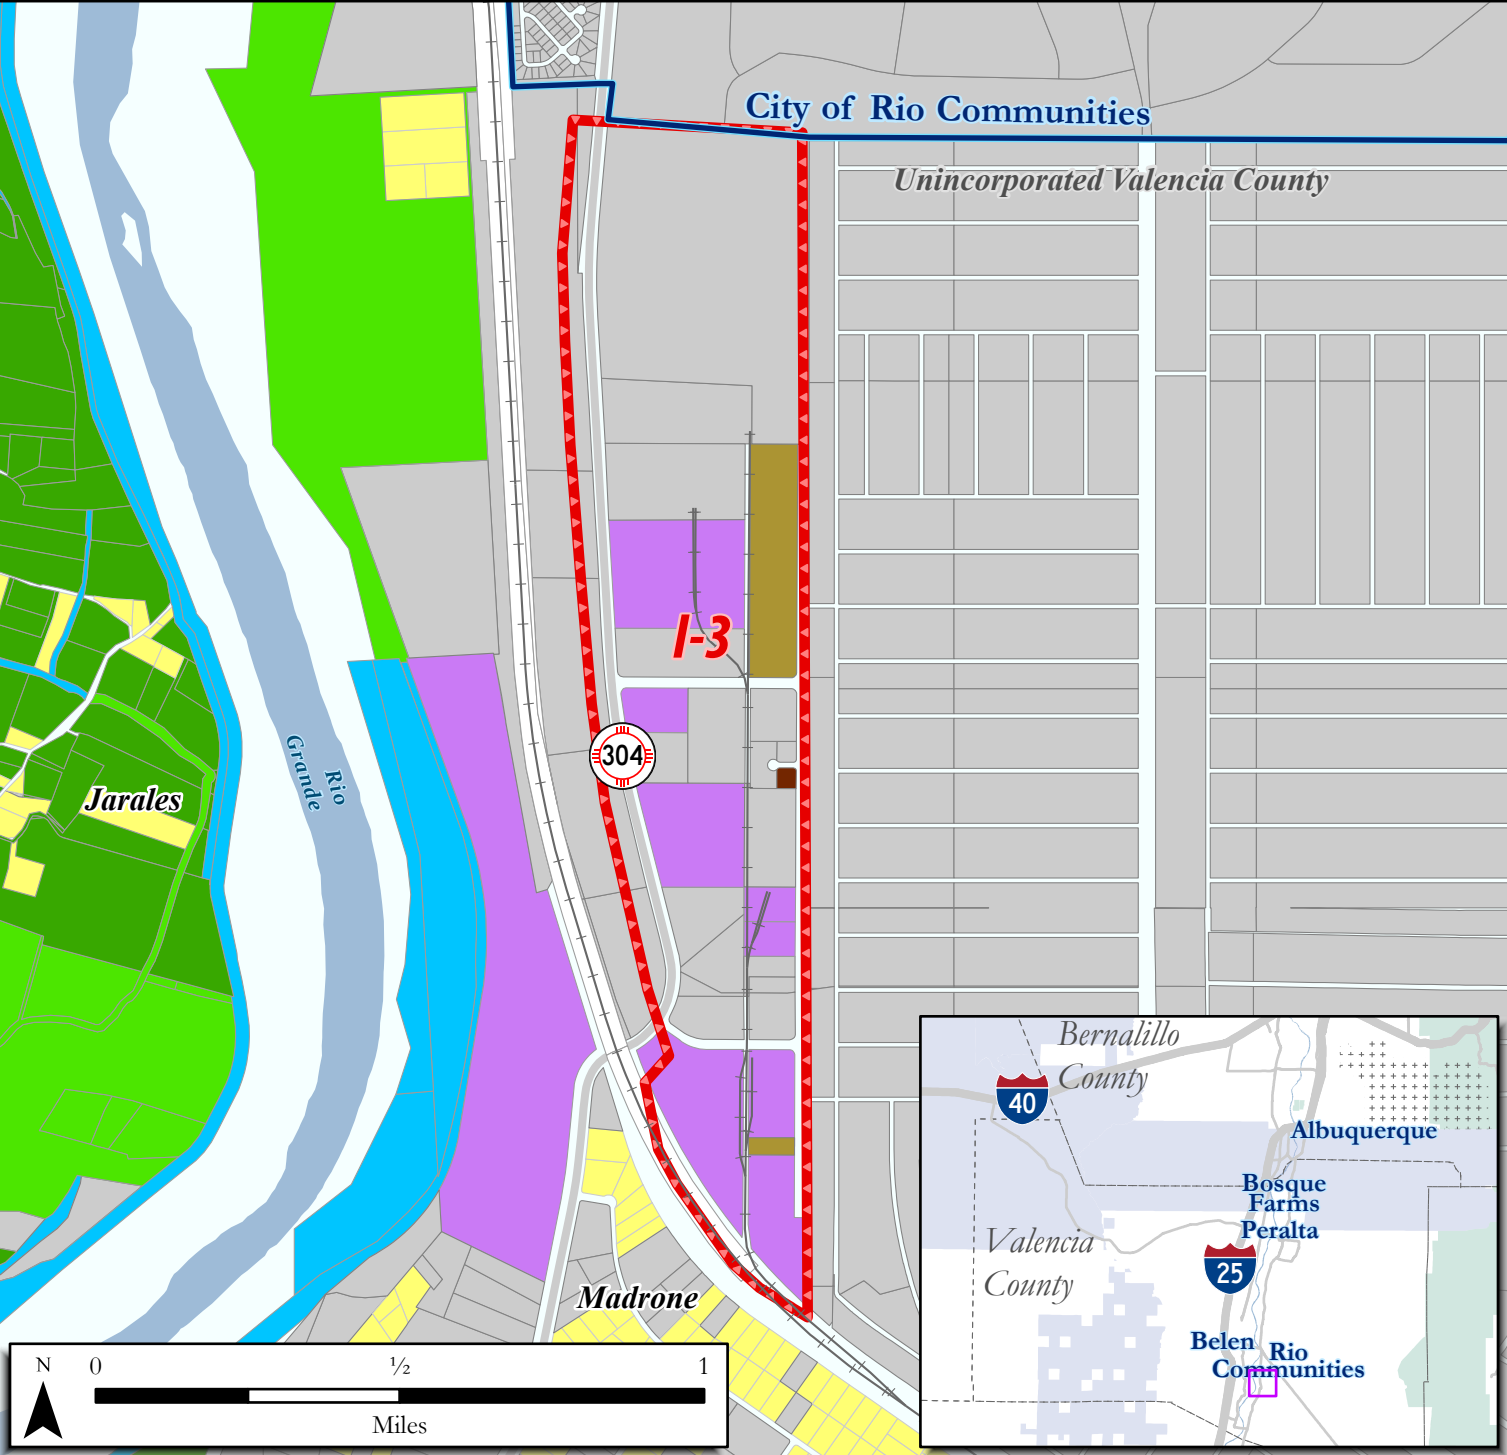 City of Rio Communities
Unincorporated Valencia County
I-3
304
Rio
Grande
Jarales
Madrone
N
0
½
1
Miles
Bernalillo
County
40
Albuquerque
Bosque
Farms
Peralta
Valencia
County
25
Belen
Rio
Communities